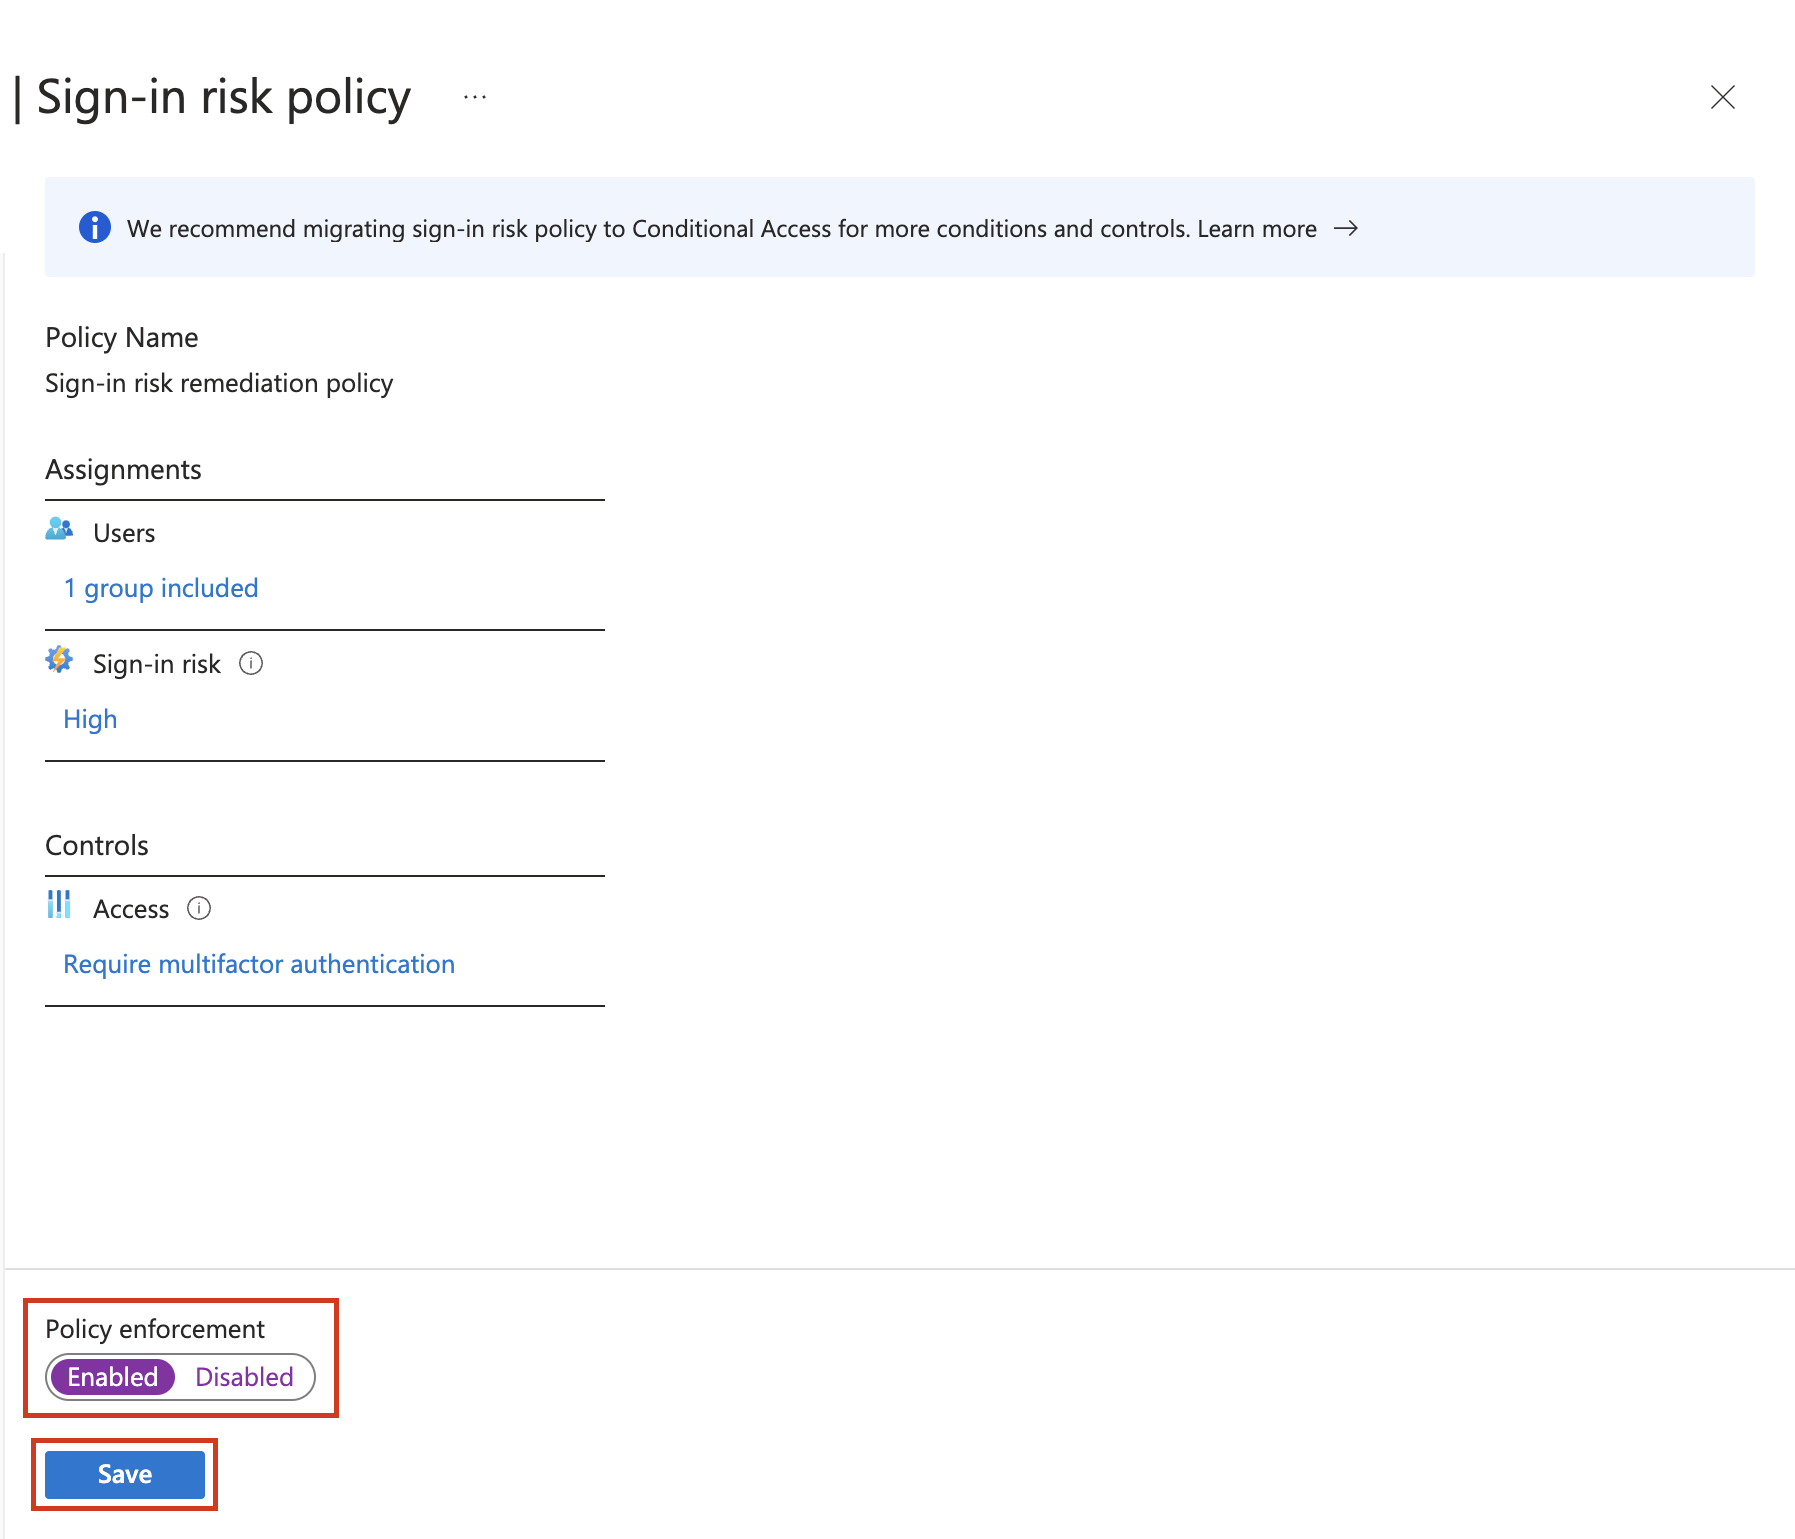 | Sign-in risk policy ...
We recommend migrating sign-in risk policy to Conditional Access for more conditions and controls. Learn more →
Policy Name
Sign-in risk remediation policy
Assignments
Users
1 group included
Sign-in risk
High
Controls
Access
Require multifactor authentication
Policy enforcement
Enabled Disabled
Save